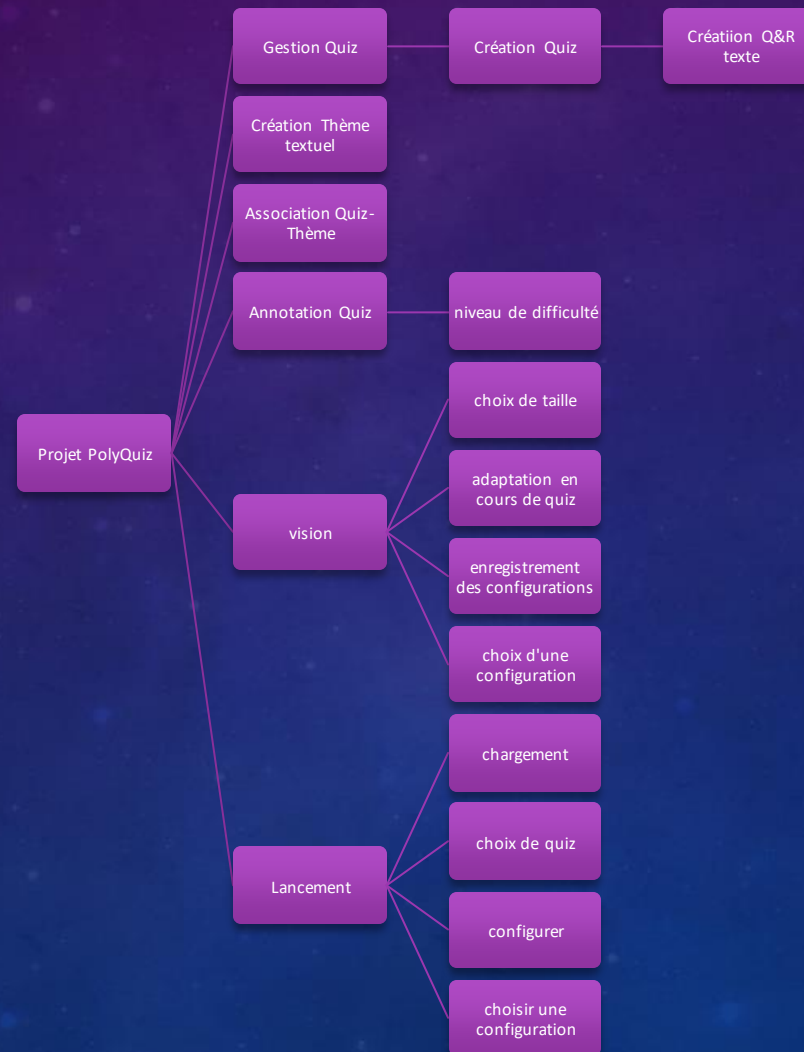 Gestion Quiz
Création Quiz
Créatiion Q&R
texte
Création Thème
textuel
Association Quiz-
Thème
Annotation Quiz
niveau de difficulté
choix de taille
Projet PolyQuiz
adaptation en
cours de quiz
vision
enregistrement
des configurations
choix d'une
configuration
chargement
choix de quiz
Lancement
configurer
choisir une
configuration